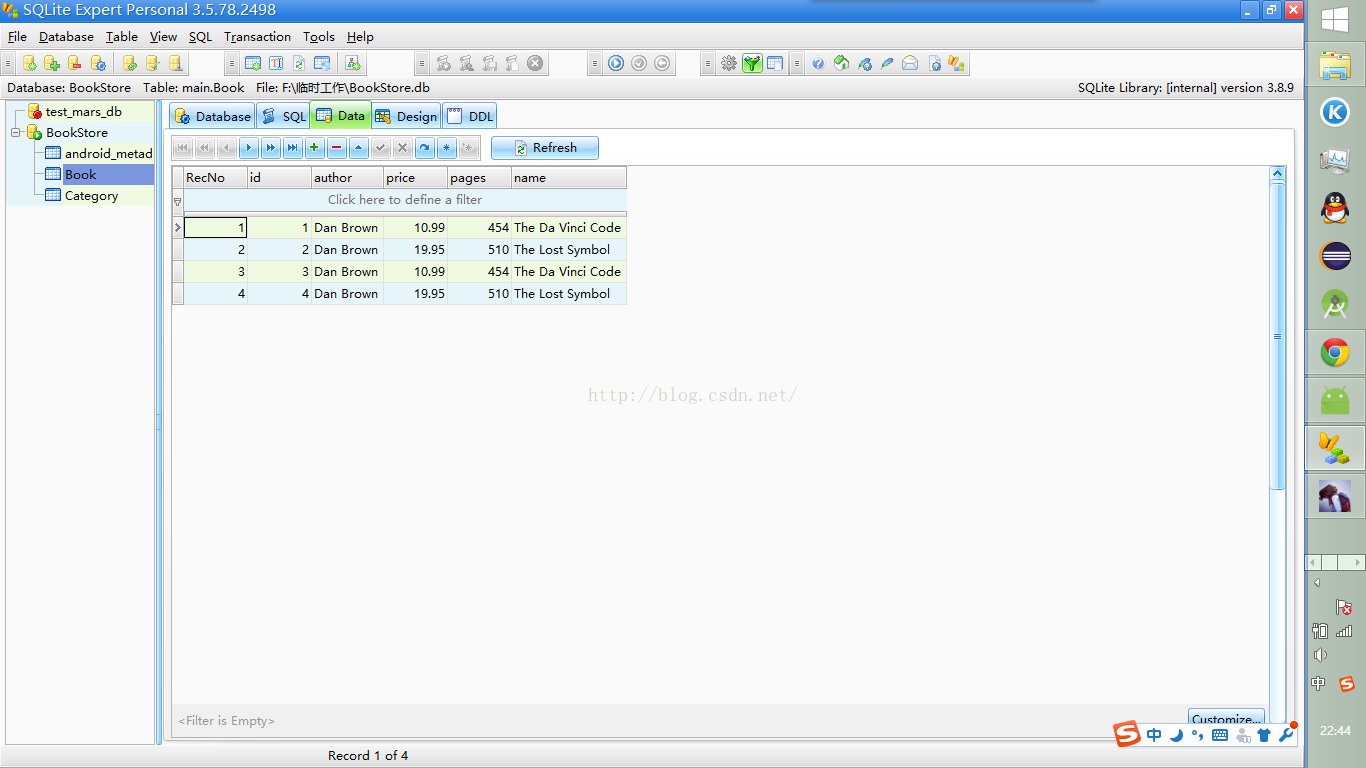 SQLite Expert Personal 3.5.78.2498
File Database Table View SQL Transaction Tools Help
Database: BookStore Table: main.Book File: F:\临时工作\BookStore.db SQLite Library: [internal] version 3.8.9
test_mars_db
BookStore
android_metad
Book
Category
Database SQL Data Design DDL
Refresh
RecNo id author price pages name
Click here to define a filter
1 1 Dan Brown 10.99 454 The Da Vinci Code
2 2 Dan Brown 19.95 510 The Lost Symbol
3 3 Dan Brown 10.99 454 The Da Vinci Code
4 4 Dan Brown 19.95 510 The Lost Symbol
http://blog.csdn.net/
<Filter is Empty>
Customize...
Record 1 of 4
中
中
22:44